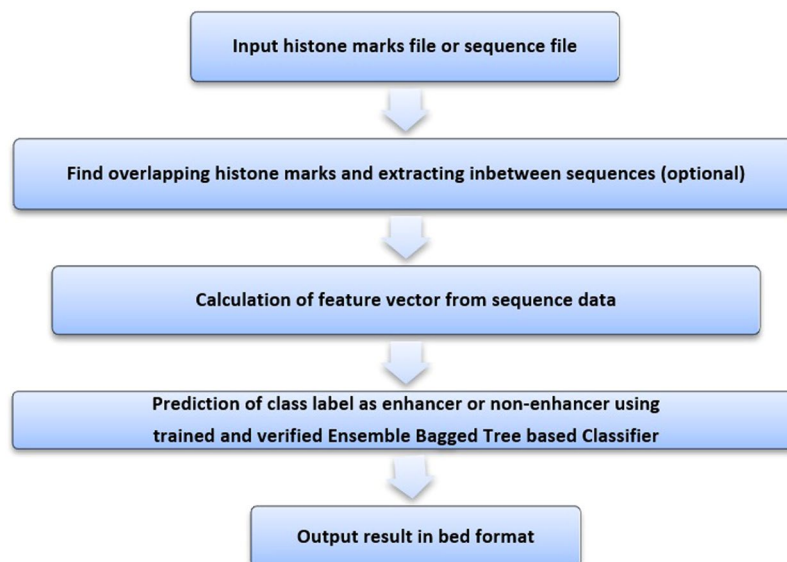 Input histone marks file or sequence file
Find overlapping histone marks and extracting inbetween sequences (optional)
Calculation of feature vector from sequence data
Prediction of class label as enhancer or non-enhancer using
trained and verified Ensemble Bagged Tree based Classifier
Output result in bed format